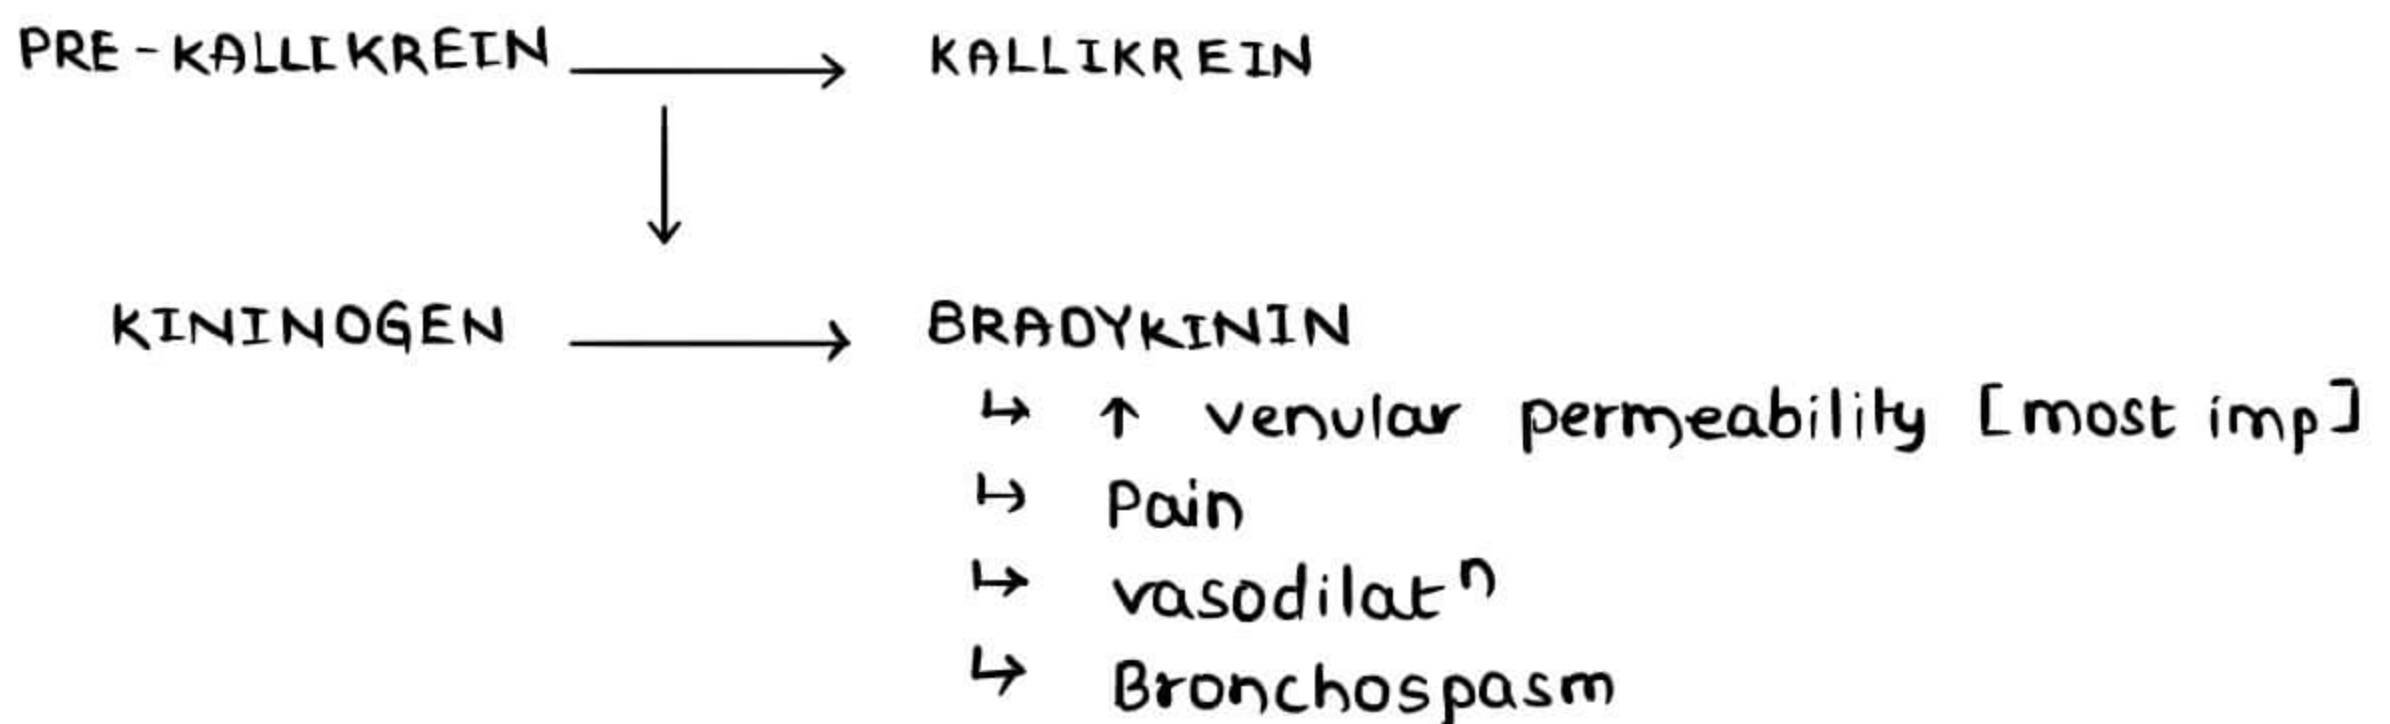 PRE-KALLIKREIN → KALLIKREIN
↓
KININOGEN → BRADYKININ
↳ ↑ venular permeability [most imp]
↳ Pain
↳ vasodilatⁿ
↳ Bronchospasm